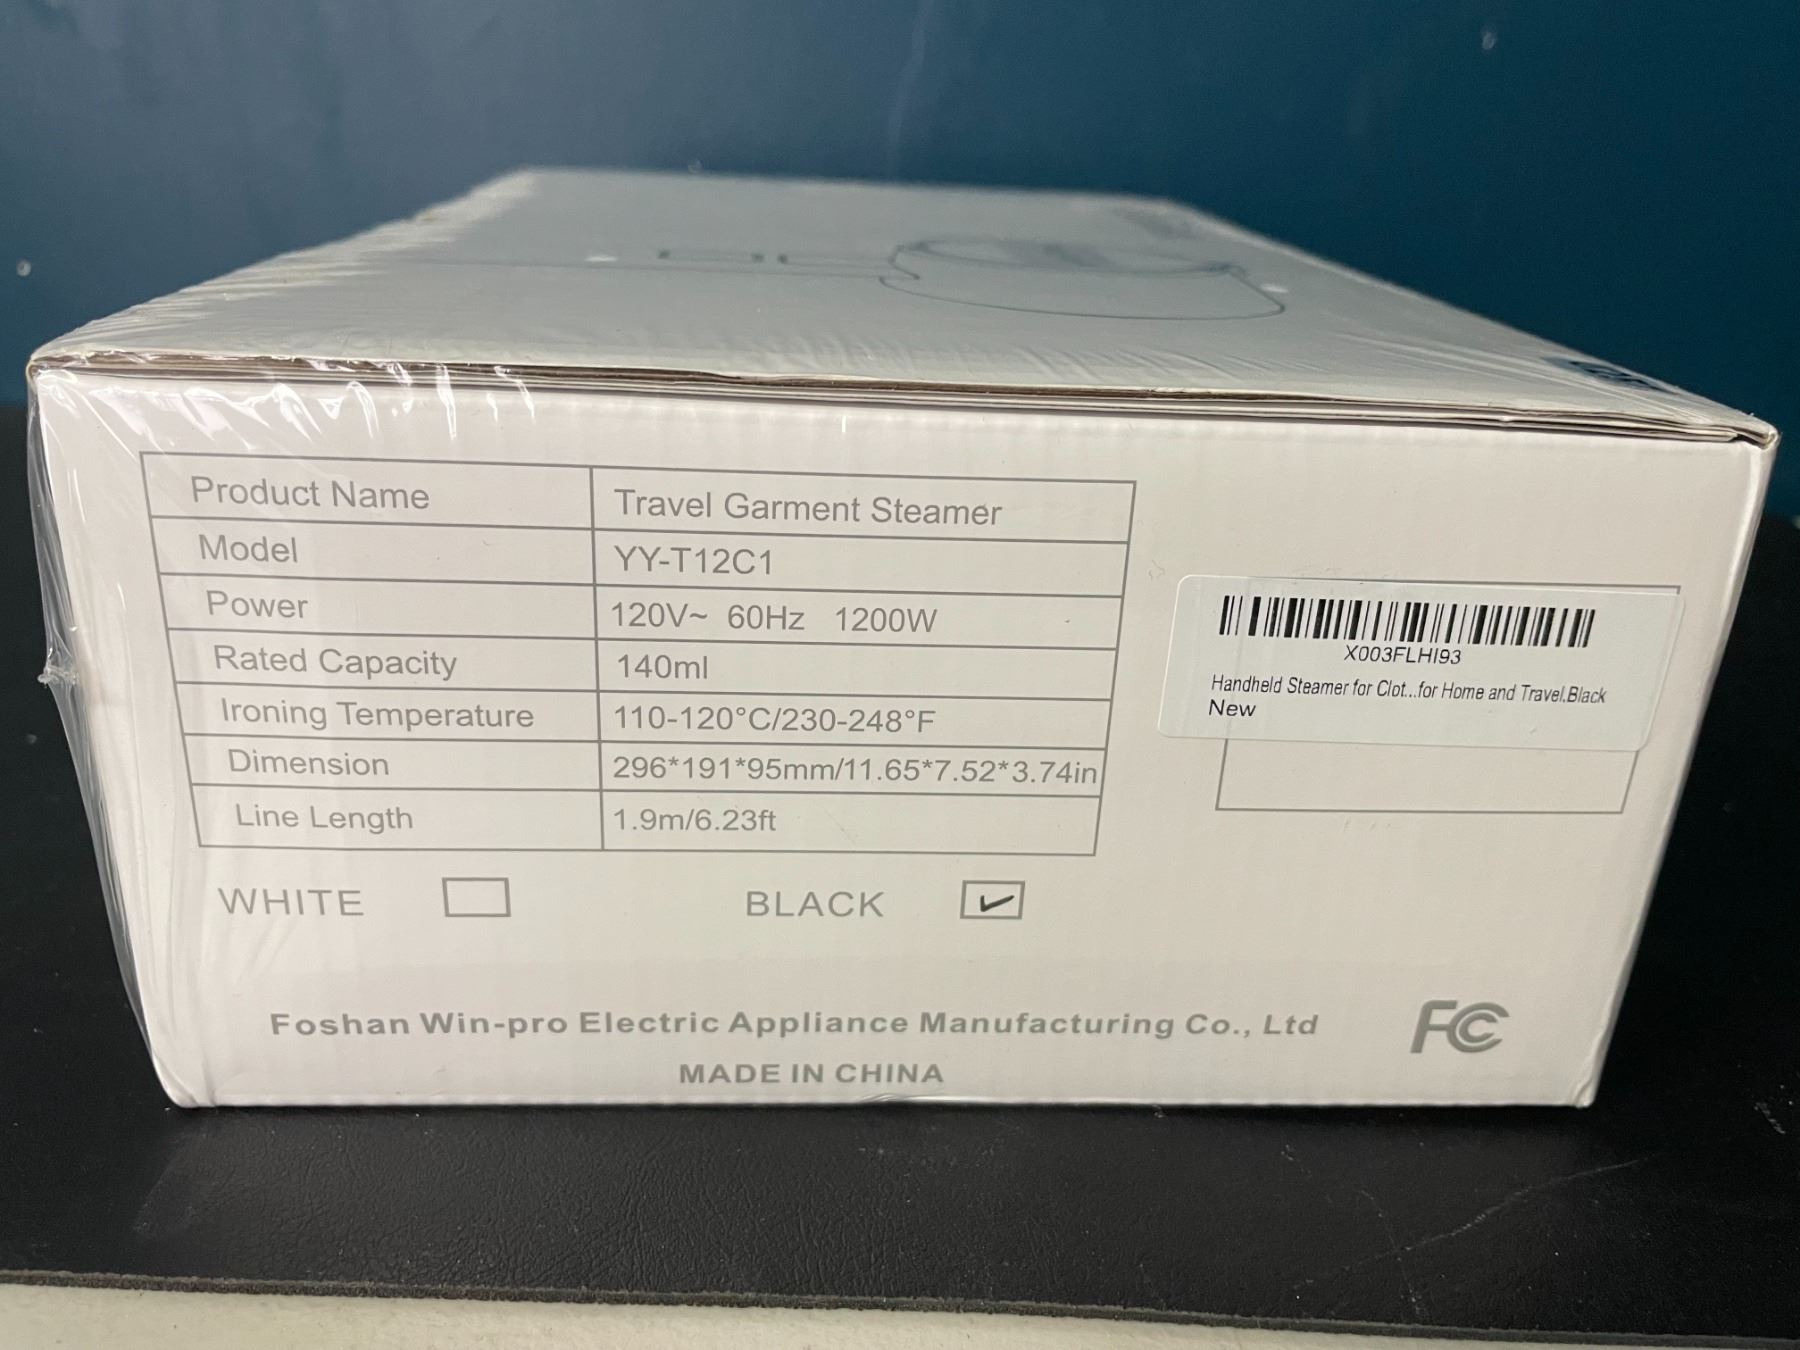 Product Name Travel Garment Steamer
Model YY-T12C1
Power 120V~ 60Hz 1200W
Rated Capacity 140ml
Ironing Temperature 110-120°C/230-248°F
Dimension 296*191*95mm/11.65*7.52*3.74in
Line Length 1.9m/6.23ft
WHITE BLACK
X003FLHI93
Handheld Steamer for Clot...for Home and Travel,Black
New
Foshan Win-pro Electric Appliance Manufacturing Co., Ltd
MADE IN CHINA
FC